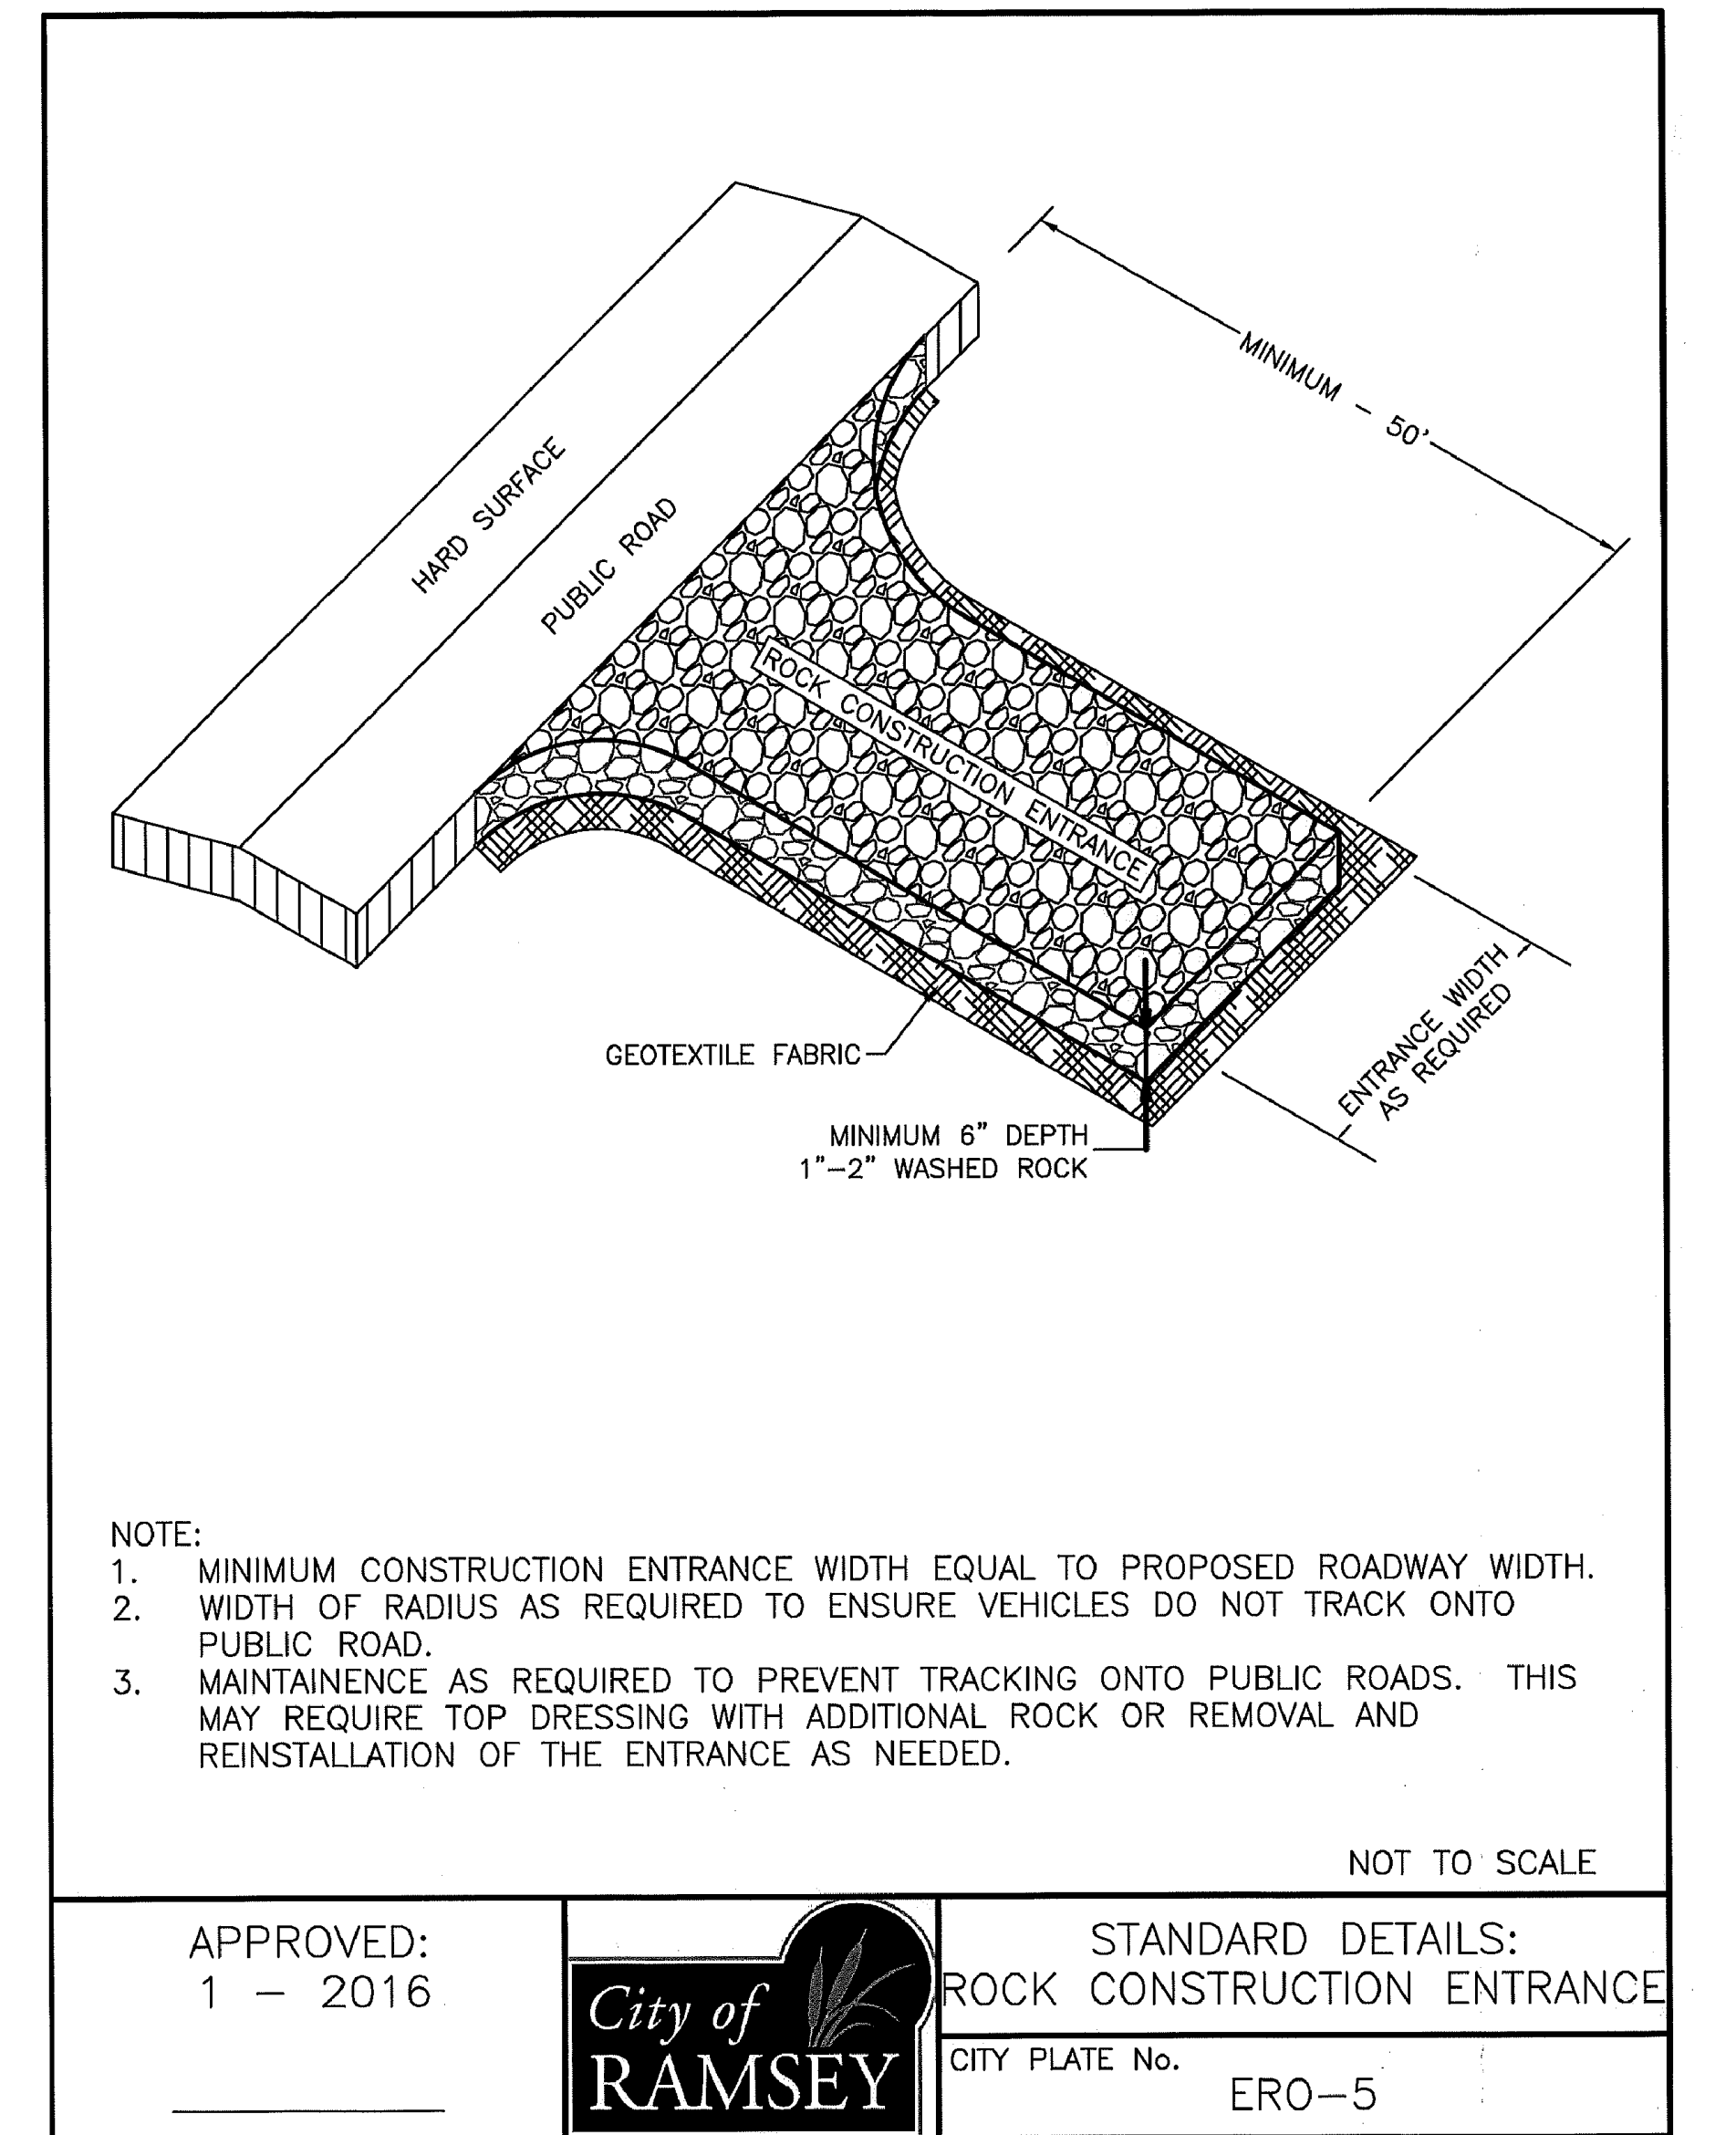 MINIMUM - 50'
HARD SURFACE
PUBLIC ROAD
ROCK CONSTRUCTION ENTRANCE
ENTRANCE WIDTH
AS REQUIRED
GEOTEXTILE FABRIC
MINIMUM 6" DEPTH
1"-2" WASHED ROCK
NOTE:
1. MINIMUM CONSTRUCTION ENTRANCE WIDTH EQUAL TO PROPOSED ROADWAY WIDTH.
2. WIDTH OF RADIUS AS REQUIRED TO ENSURE VEHICLES DO NOT TRACK ONTO
PUBLIC ROAD.
3. MAINTAINENCE AS REQUIRED TO PREVENT TRACKING ONTO PUBLIC ROADS. THIS
MAY REQUIRE TOP DRESSING WITH ADDITIONAL ROCK OR REMOVAL AND
REINSTALLATION OF THE ENTRANCE AS NEEDED.
NOT TO SCALE
APPROVED:
1 - 2016
City of
RAMSEY
STANDARD DETAILS:
ROCK CONSTRUCTION ENTRANCE
CITY PLATE No.
ERO-5